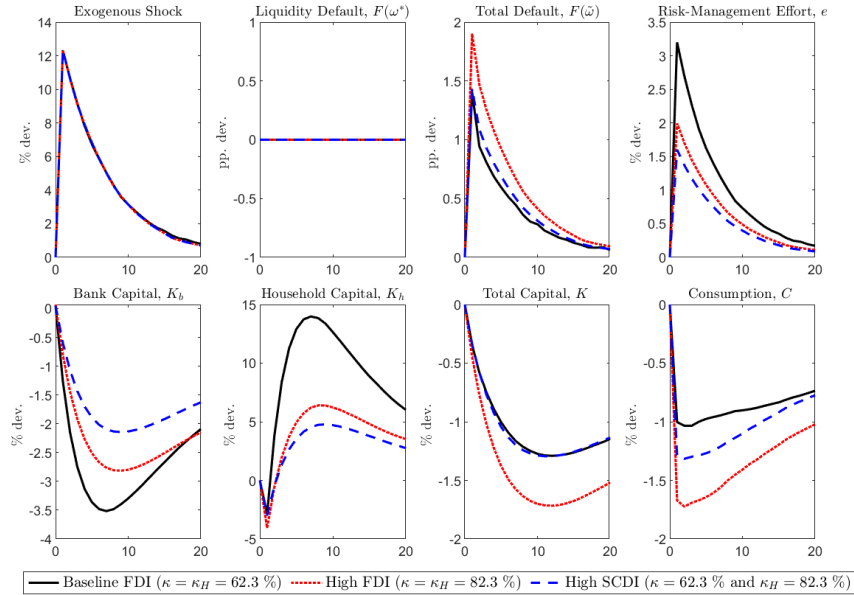 Exogenous Shock
% dev.
14
12
10
8
6
4
2
0
0 10 20
Liquidity Default, F(ω*)
pp. dev.
1
0.5
0
-0.5
-1
0 10 20
Total Default, F(ω̄)
pp. dev.
2
1.5
1
0.5
0
0 10 20
Risk-Management Effort, e
% dev.
3.5
3
2.5
2
1.5
1
0.5
0
0 10 20
Bank Capital, K_b
% dev.
0
-0.5
-1
-1.5
-2
-2.5
-3
-3.5
-4
0 10 20
Household Capital, K_h
% dev.
15
10
5
0
-5
0 10 20
Total Capital, K
% dev.
0
-0.5
-1
-1.5
-2
0 10 20
Consumption, C
% dev.
0
-0.5
-1
-1.5
-2
0 10 20
Baseline FDI (κ = κ_H = 62.3 %) High FDI (κ = κ_H = 82.3 %) High SCDI (κ = 62.3 % and κ_H = 82.3 %)